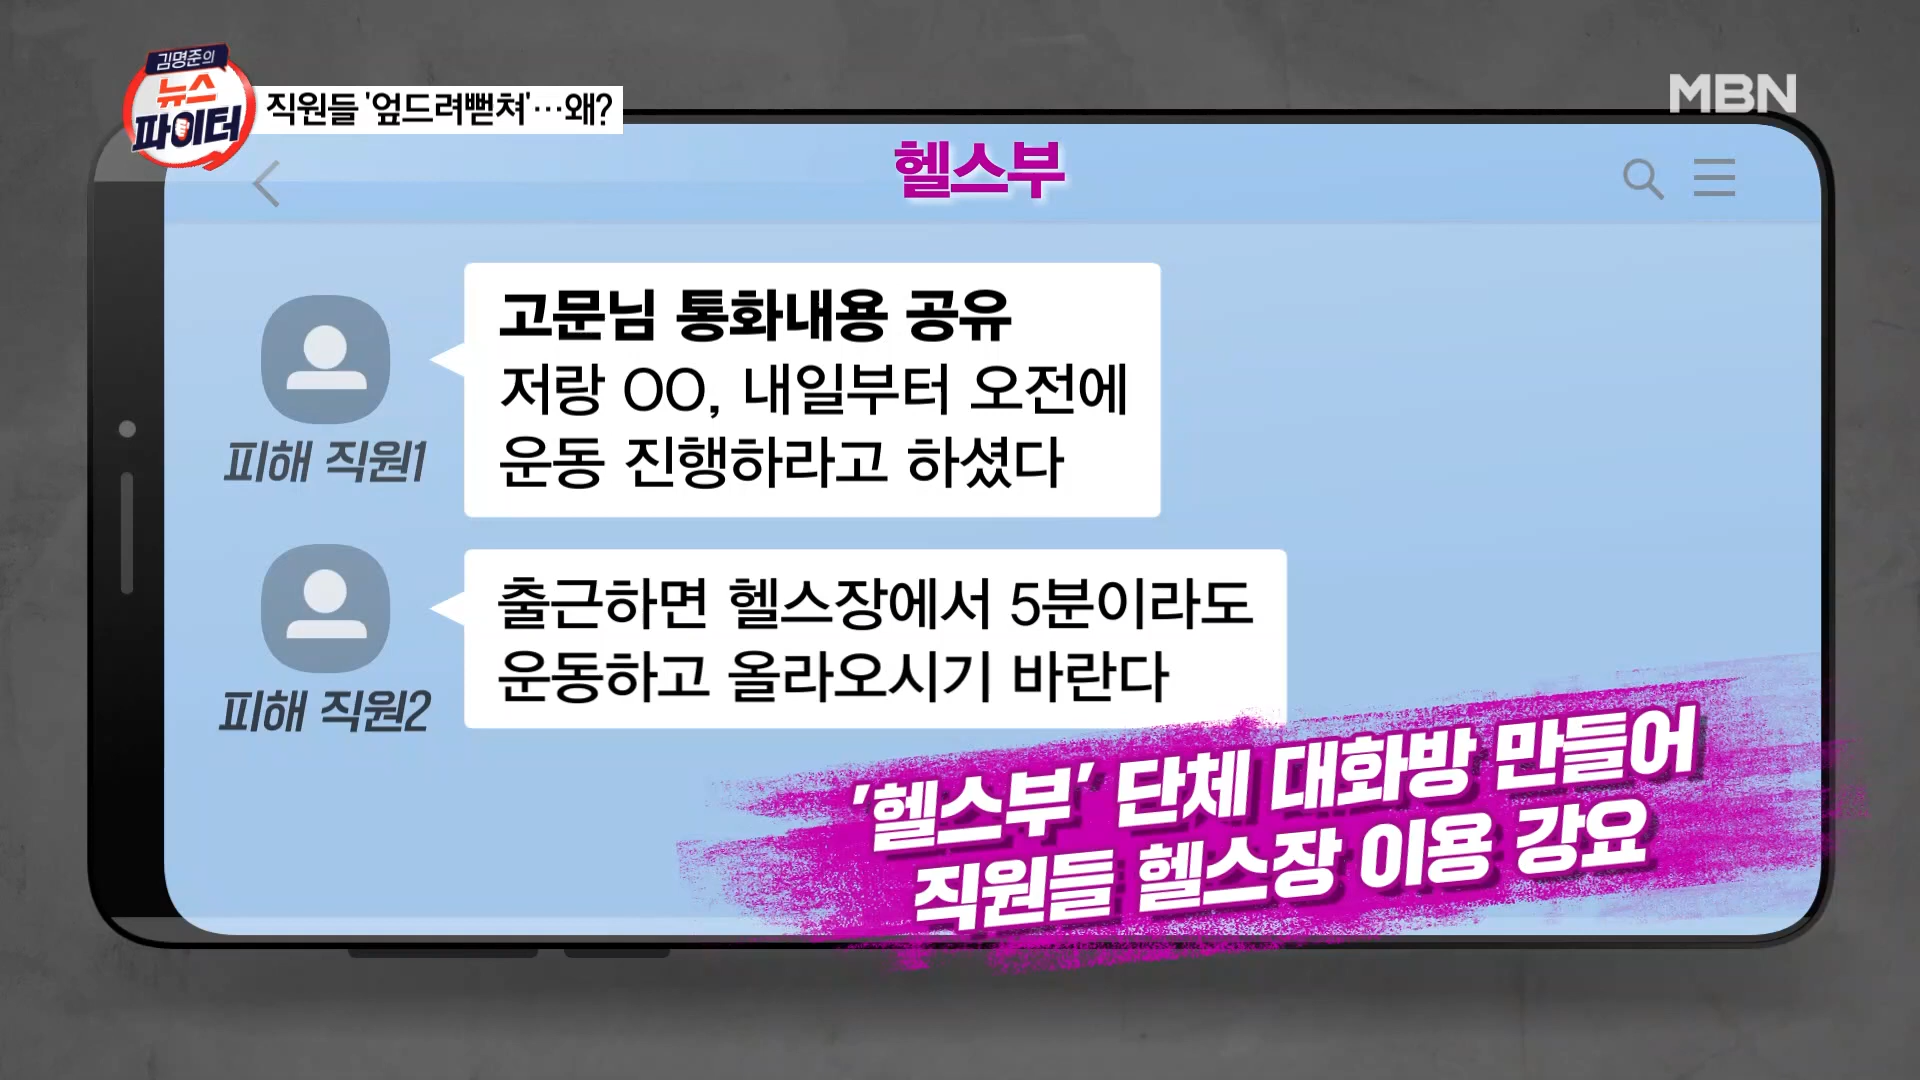 김명준의
뉴스
파이터
직원들 '엎드려뻗쳐'…왜?
MBN
헬스부
고문님 통화내용 공유
저랑 OO, 내일부터 오전에
운동 진행하라고 하셨다
피해 직원1
출근하면 헬스장에서 5분이라도
운동하고 올라오시기 바란다
피해 직원2
'헬스부' 단체 대화방 만들어
직원들 헬스장 이용 강요